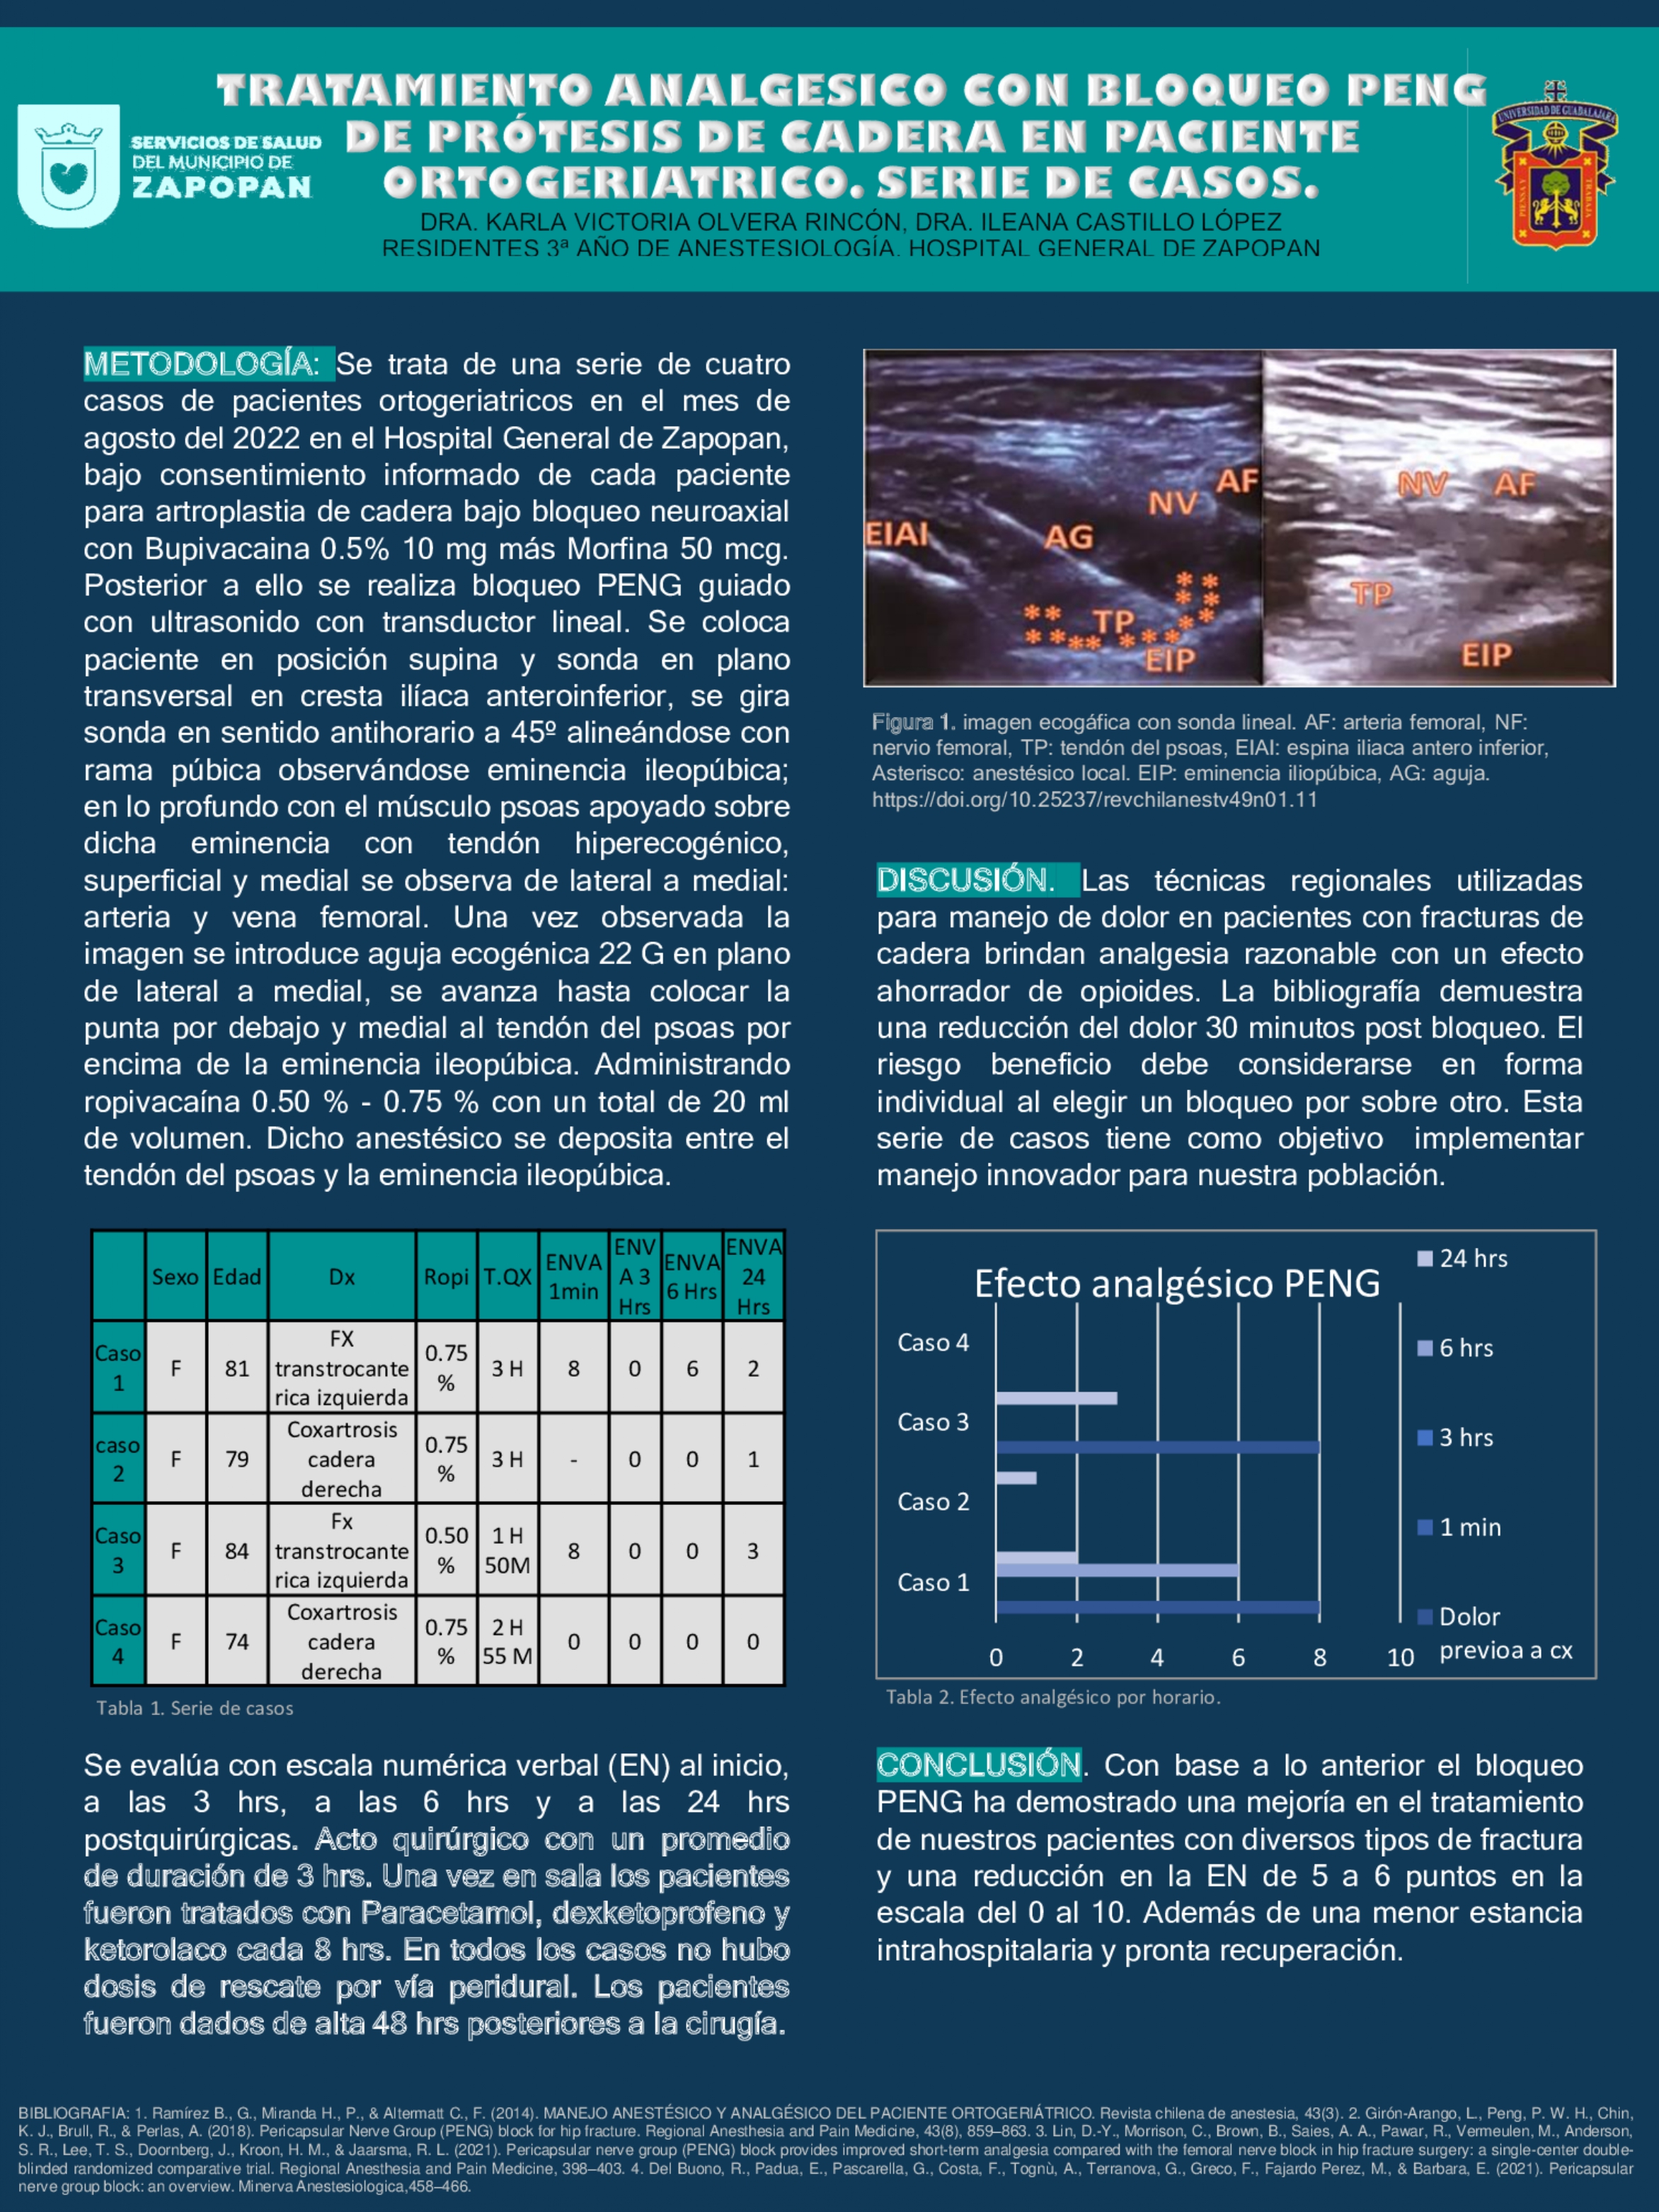 TRATAMIENTO ANALGESICO CON BLOQUEO PENG
DE PRÓTESIS DE CADERA EN PACIENTE
ORTOGERIATRICO. SERIE DE CASOS.
SERVICIOS DE SALUD
DEL MUNICIPIO DE
ZAPOPAN
DRA. KARLA VICTORIA OLVERA RINCÓN, DRA. ILEANA CASTILLO LÓPEZ
RESIDENTES 3ª AÑO DE ANESTESIOLOGÍA. HOSPITAL GENERAL DE ZAPOPAN
UNIVERSIDAD DE GUADALAJARA
PIENSA Y
TRABAJA
METODOLOGÍA: Se trata de una serie de cuatro
casos de pacientes ortogeriatricos en el mes de
agosto del 2022 en el Hospital General de Zapopan,
bajo consentimiento informado de cada paciente
para artroplastia de cadera bajo bloqueo neuroaxial
con Bupivacaina 0.5% 10 mg más Morfina 50 mcg.
Posterior a ello se realiza bloqueo PENG guiado
con ultrasonido con transductor lineal. Se coloca
paciente en posición supina y sonda en plano
transversal en cresta ilíaca anteroinferior, se gira
sonda en sentido antihorario a 45º alineándose con
rama púbica observándose eminencia ileopúbica;
en lo profundo con el músculo psoas apoyado sobre
dicha eminencia con tendón hiperecogénico,
superficial y medial se observa de lateral a medial:
arteria y vena femoral. Una vez observada la
imagen se introduce aguja ecogénica 22 G en plano
de lateral a medial, se avanza hasta colocar la
punta por debajo y medial al tendón del psoas por
encima de la eminencia ileopúbica. Administrando
ropivacaína 0.50 % - 0.75 % con un total de 20 ml
de volumen. Dicho anestésico se deposita entre el
tendón del psoas y la eminencia ileopúbica.
Sexo Edad Dx Ropi T.QX ENVA 1min ENV A 3 Hrs ENVA 6 Hrs ENVA 24 Hrs
Caso 1 F 81 FX transtrocante rica izquierda 0.75 % 3 H 8 0 6 2
caso 2 F 79 Coxartrosis cadera derecha 0.75 % 3 H - 0 0 1
Caso 3 F 84 Fx transtrocante rica izquierda 0.50 % 1 H 50M 8 0 0 3
Caso 4 F 74 Coxartrosis cadera derecha 0.75 % 2 H 55 M 0 0 0 0
Tabla 1. Serie de casos
Se evalúa con escala numérica verbal (EN) al inicio,
a las 3 hrs, a las 6 hrs y a las 24 hrs
postquirúrgicas. Acto quirúrgico con un promedio
de duración de 3 hrs. Una vez en sala los pacientes
fueron tratados con Paracetamol, dexketoprofeno y
ketorolaco cada 8 hrs. En todos los casos no hubo
dosis de rescate por vía peridural. Los pacientes
fueron dados de alta 48 hrs posteriores a la cirugía.
EIAI AG NV AF
** TP EIP
NV AF
TP
EIP
Figura 1. imagen ecogáfica con sonda lineal. AF: arteria femoral, NF:
nervio femoral, TP: tendón del psoas, EIAI: espina iliaca antero inferior,
Asterisco: anestésico local. EIP: eminencia iliopúbica, AG: aguja.
https://doi.org/10.25237/revchilanestv49n01.11
DISCUSIÓN. Las técnicas regionales utilizadas
para manejo de dolor en pacientes con fracturas de
cadera brindan analgesia razonable con un efecto
ahorrador de opioides. La bibliografía demuestra
una reducción del dolor 30 minutos post bloqueo. El
riesgo beneficio debe considerarse en forma
individual al elegir un bloqueo por sobre otro. Esta
serie de casos tiene como objetivo implementar
manejo innovador para nuestra población.
Efecto analgésico PENG
Caso 4
Caso 3
Caso 2
Caso 1
0 2 4 6 8 10
24 hrs
6 hrs
3 hrs
1 min
Dolor
previoa a cx
Tabla 2. Efecto analgésico por horario.
CONCLUSIÓN. Con base a lo anterior el bloqueo
PENG ha demostrado una mejoría en el tratamiento
de nuestros pacientes con diversos tipos de fractura
y una reducción en la EN de 5 a 6 puntos en la
escala del 0 al 10. Además de una menor estancia
intrahospitalaria y pronta recuperación.
BIBLIOGRAFIA: 1. Ramírez B., G., Miranda H., P., & Altermatt C., F. (2014). MANEJO ANESTÉSICO Y ANALGÉSICO DEL PACIENTE ORTOGERIÁTRICO. Revista chilena de anestesia, 43(3). 2. Girón-Arango, L., Peng, P. W. H., Chin,
K. J., Brull, R., & Perlas, A. (2018). Pericapsular Nerve Group (PENG) block for hip fracture. Regional Anesthesia and Pain Medicine, 43(8), 859–863. 3. Lin, D.-Y., Morrison, C., Brown, B., Saies, A. A., Pawar, R., Vermeulen, M., Anderson,
S. R., Lee, T. S., Doornberg, J., Kroon, H. M., & Jaarsma, R. L. (2021). Pericapsular nerve group (PENG) block provides improved short-term analgesia compared with the femoral nerve block in hip fracture surgery: a single-center double-
blinded randomized comparative trial. Regional Anesthesia and Pain Medicine, 398–403. 4. Del Buono, R., Padua, E., Pascarella, G., Costa, F., Tognù, A., Terranova, G., Greco, F., Fajardo Perez, M., & Barbara, E. (2021). Pericapsular
nerve group block: an overview. Minerva Anestesiologica,458–466.